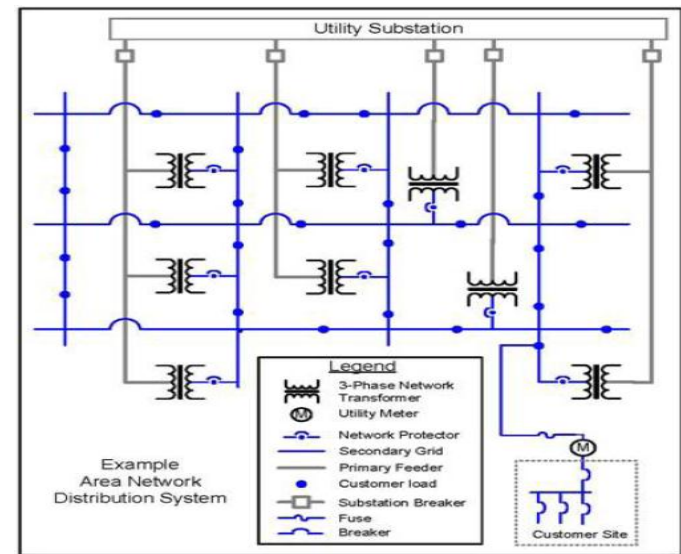 Utility Substation
Legend
3-Phase Network
Transformer
M
Utility Meter
Network Protector
Secondary Grid
Primary Feeder
Customer load
Substation Breaker
Fuse
Breaker
Example
Area Network
Distribution System
M
Customer Site